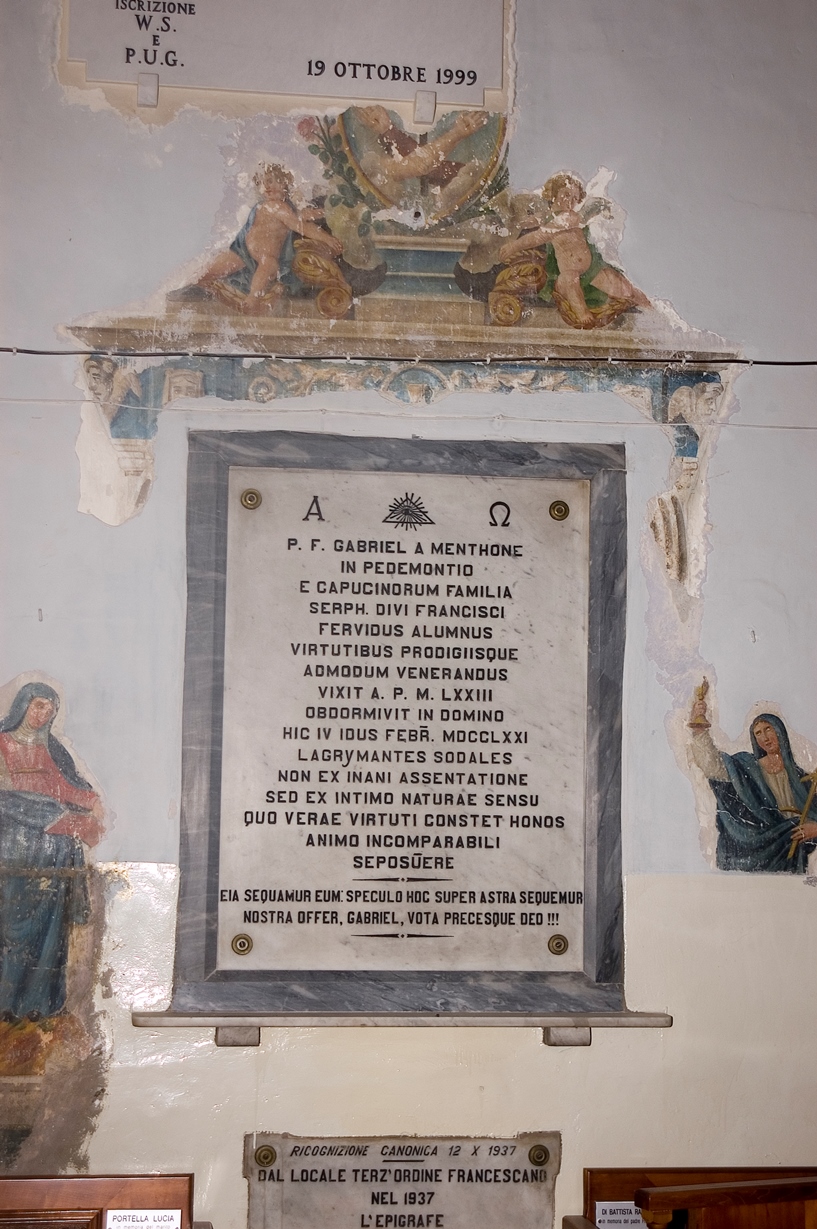 ISCRIZIONE
W.S.
E
P.U.G.
19 OTTOBRE 1999
Α Ω
P. F. GABRIEL A MENTHONE
IN PEDEMONTIO
E CAPUCINORUM FAMILIA
SERPH. DIVI FRANCISCI
FERVIDUS ALUMNUS
VIRTUTIBUS PRODIGIISQUE
ADMODUM VENERANDUS
VIXIT A. P. M. LXXIII
OBDORMIVIT IN DOMINO
HIC IV IDUS FEBR̄. MDCCLXXI
LAGRYMANTES SODALES
NON EX INANI ASSENTATIONE
SED EX INTIMO NATURAE SENSU
QUO VERAE VIRTUTI CONSTET HONOS
ANIMO INCOMPARABILI
SEPOSŪERE
EIA SEQUAMUR EUM: SPECULO HOC SUPER ASTRA SEQUEMUR
NOSTRA OFFER, GABRIEL, VOTA PRECESQUE DEO !!!
RICOGNIZIONE CANONICA 12 X 1937
DAL LOCALE TERZ'ORDINE FRANCESCANO
NEL 1937
L'EPIGRAFE
PORTELLA LUCIA
DI BATTISTA